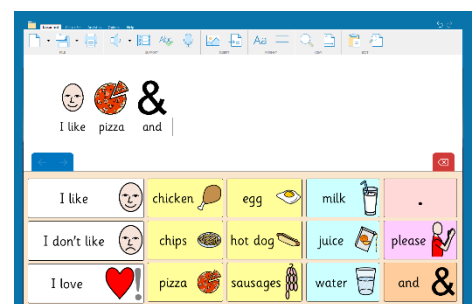 &
I like pizza and
I like
chicken
egg
milk
.
I don't like
chips
hot dog
juice
please
I love
pizza
sausages
water
and &